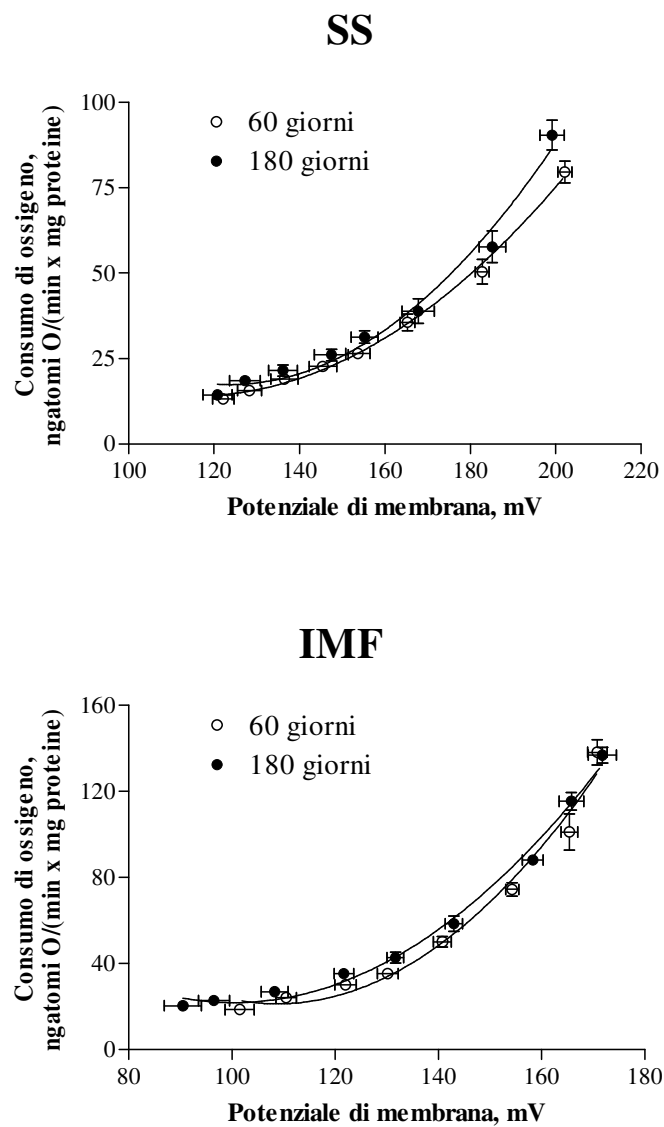 SS
60 giorni
180 giorni
Consumo di ossigeno,
ngatomi O/(min x mg proteine)
100
75
50
25
0
100 120 140 160 180 200 220
Potenziale di membrana, mV
IMF
60 giorni
180 giorni
Consumo di ossigeno,
ngatomi O/(min x mg proteine)
160
120
80
40
0
80 100 120 140 160 180
Potenziale di membrana, mV